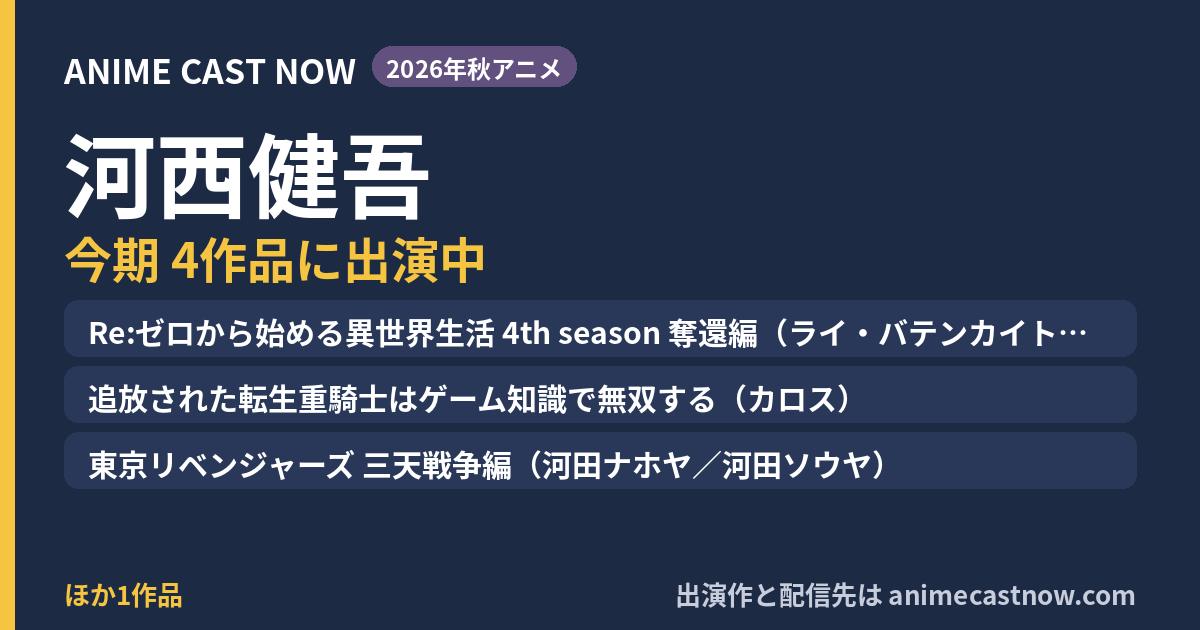 ANIME CAST NOW 2026年秋アニメ
河西健吾
今期 4作品に出演中
Re:ゼロから始める異世界生活 4th season 奪還編（ライ・バテンカイト…
追放された転生重騎士はゲーム知識で無双する（カロス）
東京リベンジャーズ 三天戦争編（河田ナホヤ／河田ソウヤ）
ほか1作品
出演作と配信先は animecastnow.com